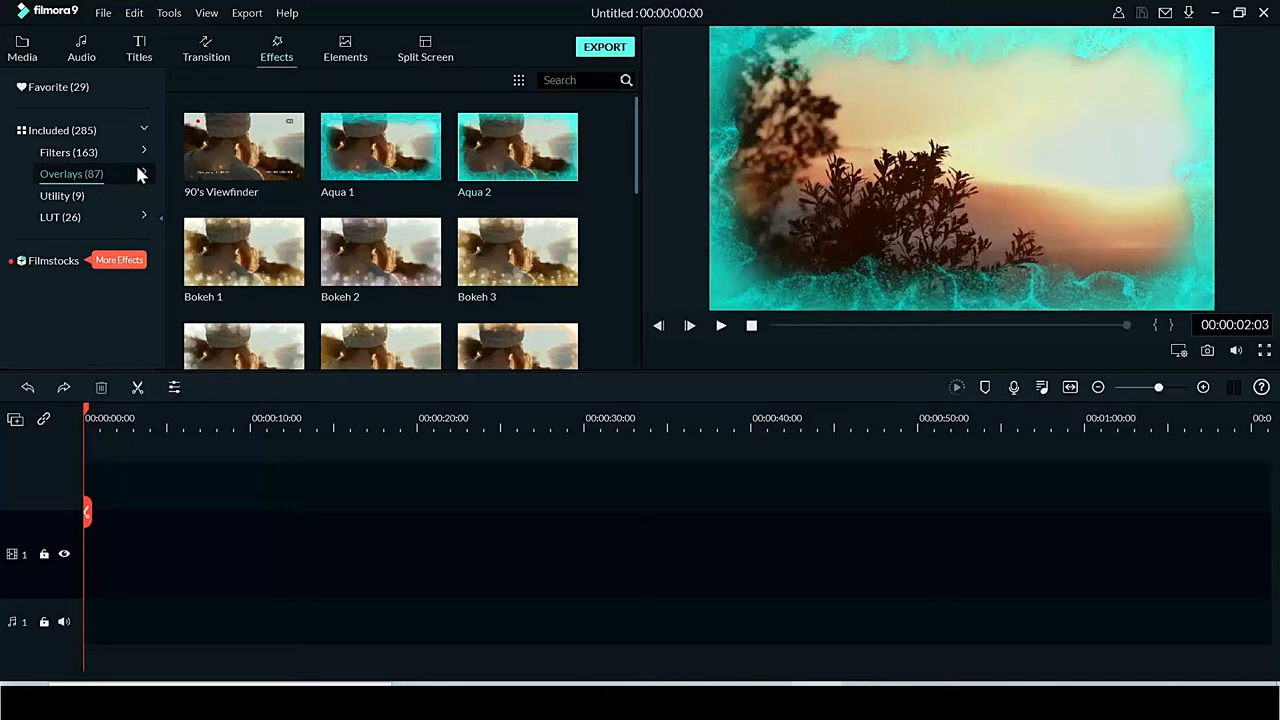 filmora9
File Edit Tools View Export Help
Untitled : 00:00:00:00
Media Audio Titles Transition Effects Elements Split Screen
EXPORT
Favorite (29)
Search
Included (285)
Filters (163)
Overlays (87)
Utility (9)
LUT (26)
Filmstocks
More Effects
90's Viewfinder Aqua 1 Aqua 2
Bokeh 1 Bokeh 2 Bokeh 3
00:00:02:03
00:00:00:00 00:00:10:00 00:00:20:00 00:00:30:00 00:00:40:00 00:00:50:00 00:01:00:00 00:0
1
1